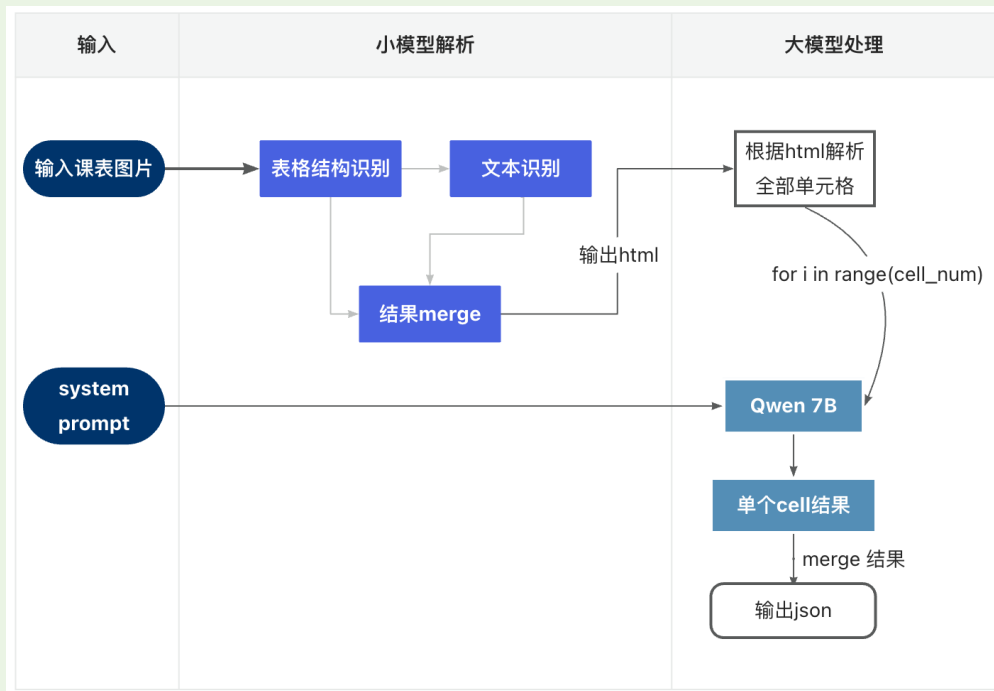 输入
小模型解析
大模型处理
输入课表图片
表格结构识别
文本识别
根据html解析
全部单元格
输出html
for i in range(cell_num)
结果merge
system
prompt
Qwen 7B
单个cell结果
merge 结果
输出json